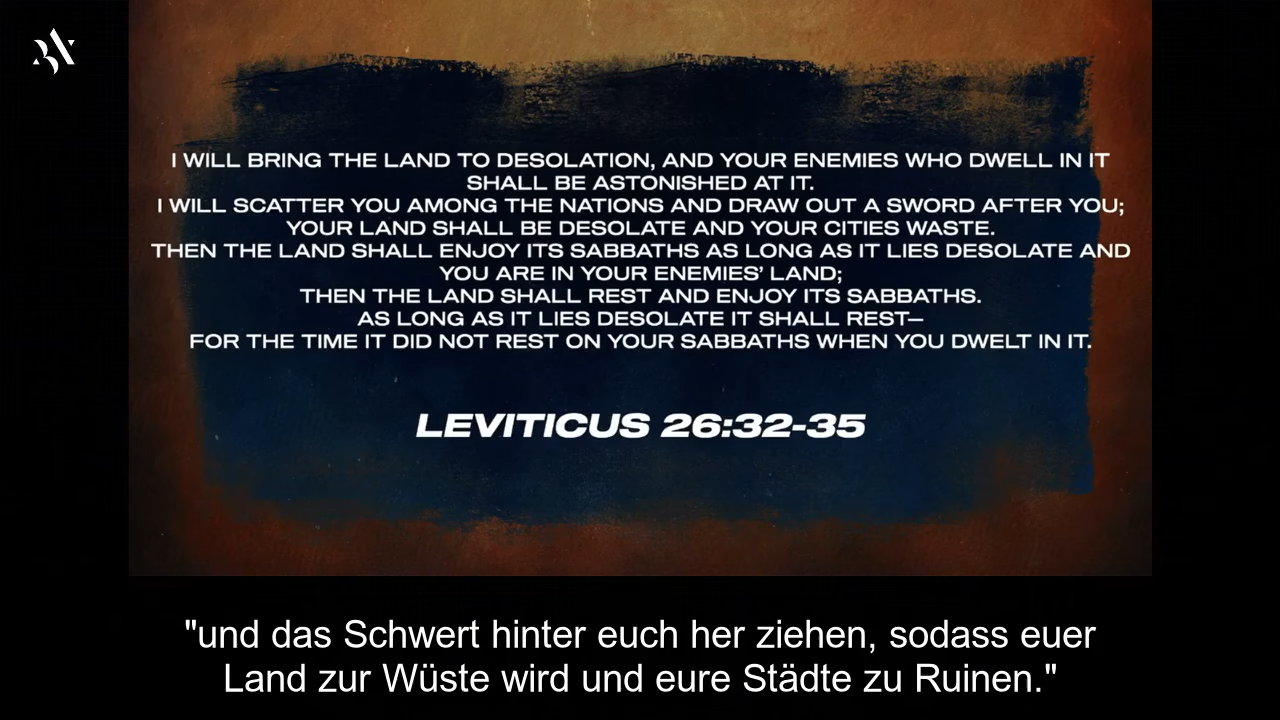 I WILL BRING THE LAND TO DESOLATION, AND YOUR ENEMIES WHO DWELL IN IT
SHALL BE ASTONISHED AT IT.
I WILL SCATTER YOU AMONG THE NATIONS AND DRAW OUT A SWORD AFTER YOU;
YOUR LAND SHALL BE DESOLATE AND YOUR CITIES WASTE.
THEN THE LAND SHALL ENJOY ITS SABBATHS AS LONG AS IT LIES DESOLATE AND
YOU ARE IN YOUR ENEMIES’ LAND;
THEN THE LAND SHALL REST AND ENJOY ITS SABBATHS.
AS LONG AS IT LIES DESOLATE IT SHALL REST—
FOR THE TIME IT DID NOT REST ON YOUR SABBATHS WHEN YOU DWELT IN IT.
LEVITICUS 26:32-35
"und das Schwert hinter euch her ziehen, sodass euer
Land zur Wüste wird und eure Städte zu Ruinen."